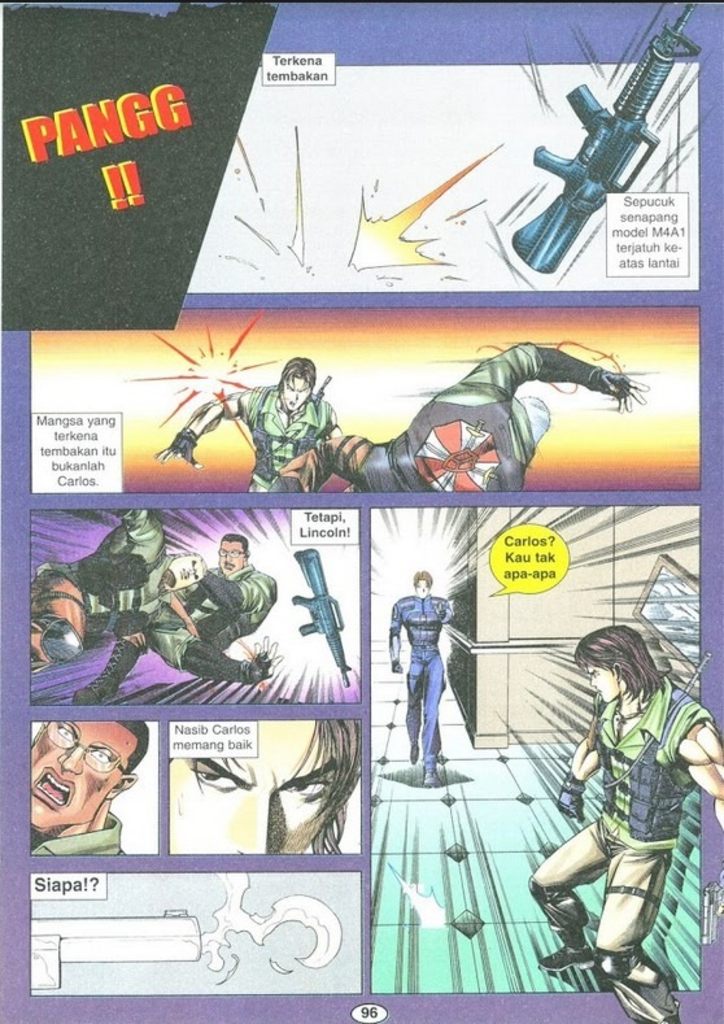 PANGG
!!
Terkena
tembakan
Sepucuk
senapang
model M4A1
terjatuh ke-
atas lantai
Mangsa yang
terkena
tembakan itu
bukanlah
Carlos.
Tetapi,
Lincoln!
Carlos?
Kau tak
apa-apa
Nasib Carlos
memang baik
Siapa!?
96